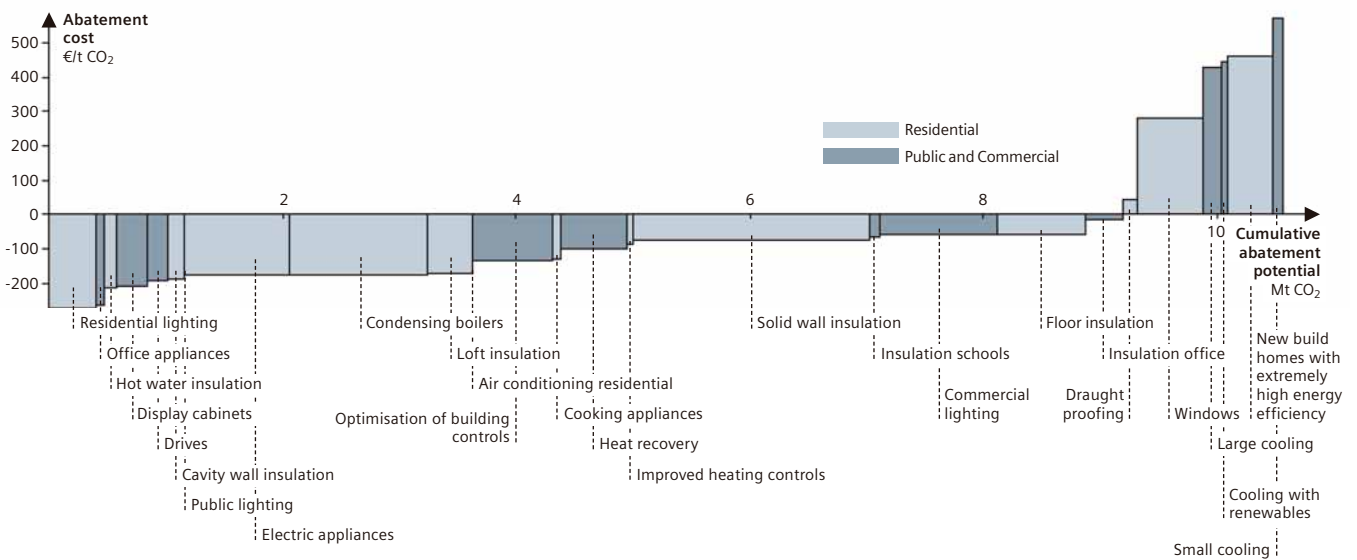 Abatement
cost
€/t CO₂
500
400
300
200
100
0
-100
-200
2
4
6
8
10
Residential
Public and Commercial
Cumulative
abatement
potential
Mt CO₂
Residential lighting
Office appliances
Hot water insulation
Display cabinets
Drives
Cavity wall insulation
Public lighting
Electric appliances
Condensing boilers
Loft insulation
Air conditioning residential
Optimisation of building
controls
Cooking appliances
Heat recovery
Improved heating controls
Solid wall insulation
Insulation schools
Commercial
lighting
Floor insulation
Insulation office
Draught
proofing
Windows
New build
homes with
extremely
high energy
efficiency
Large cooling
Cooling with
renewables
Small cooling